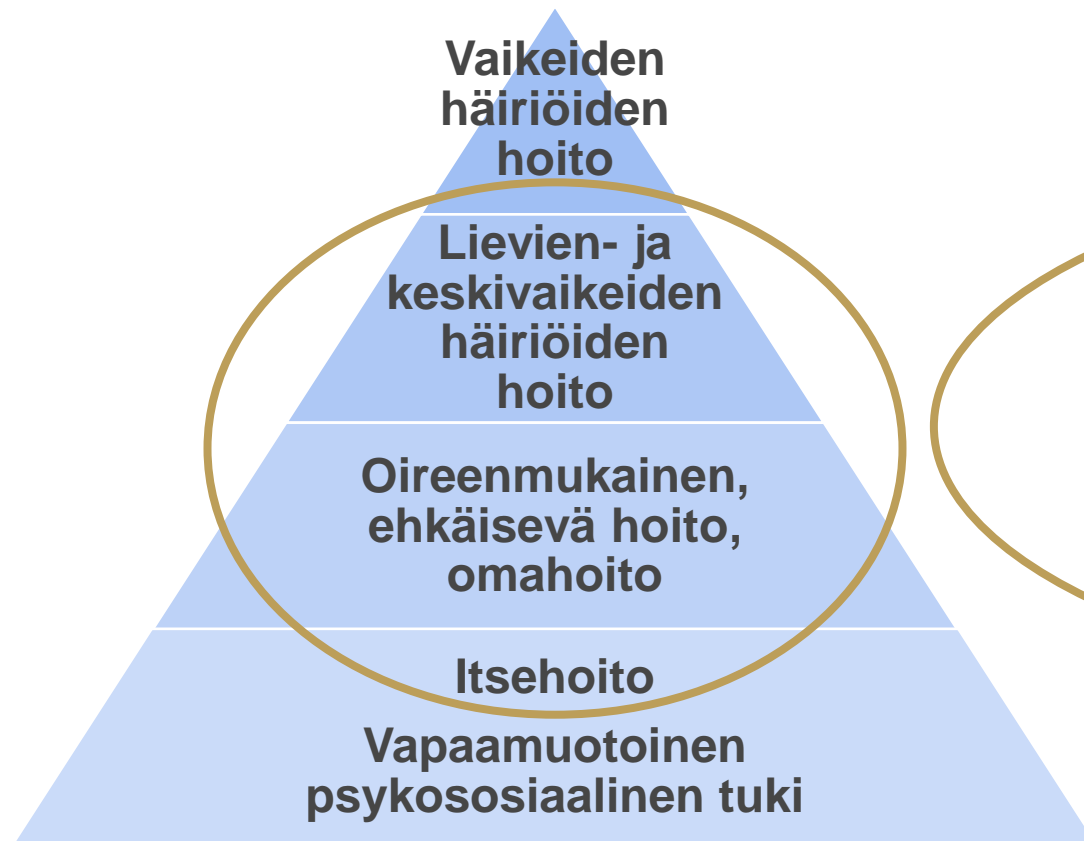 Vaikeiden
häiriöiden
hoito
Lievien- ja
keskivaikeiden
häiriöiden
hoito
Oireenmukainen,
ehkäisevä hoito,
omahoito
Itsehoito
Vapaamuotoinen
psykososiaalinen tuki